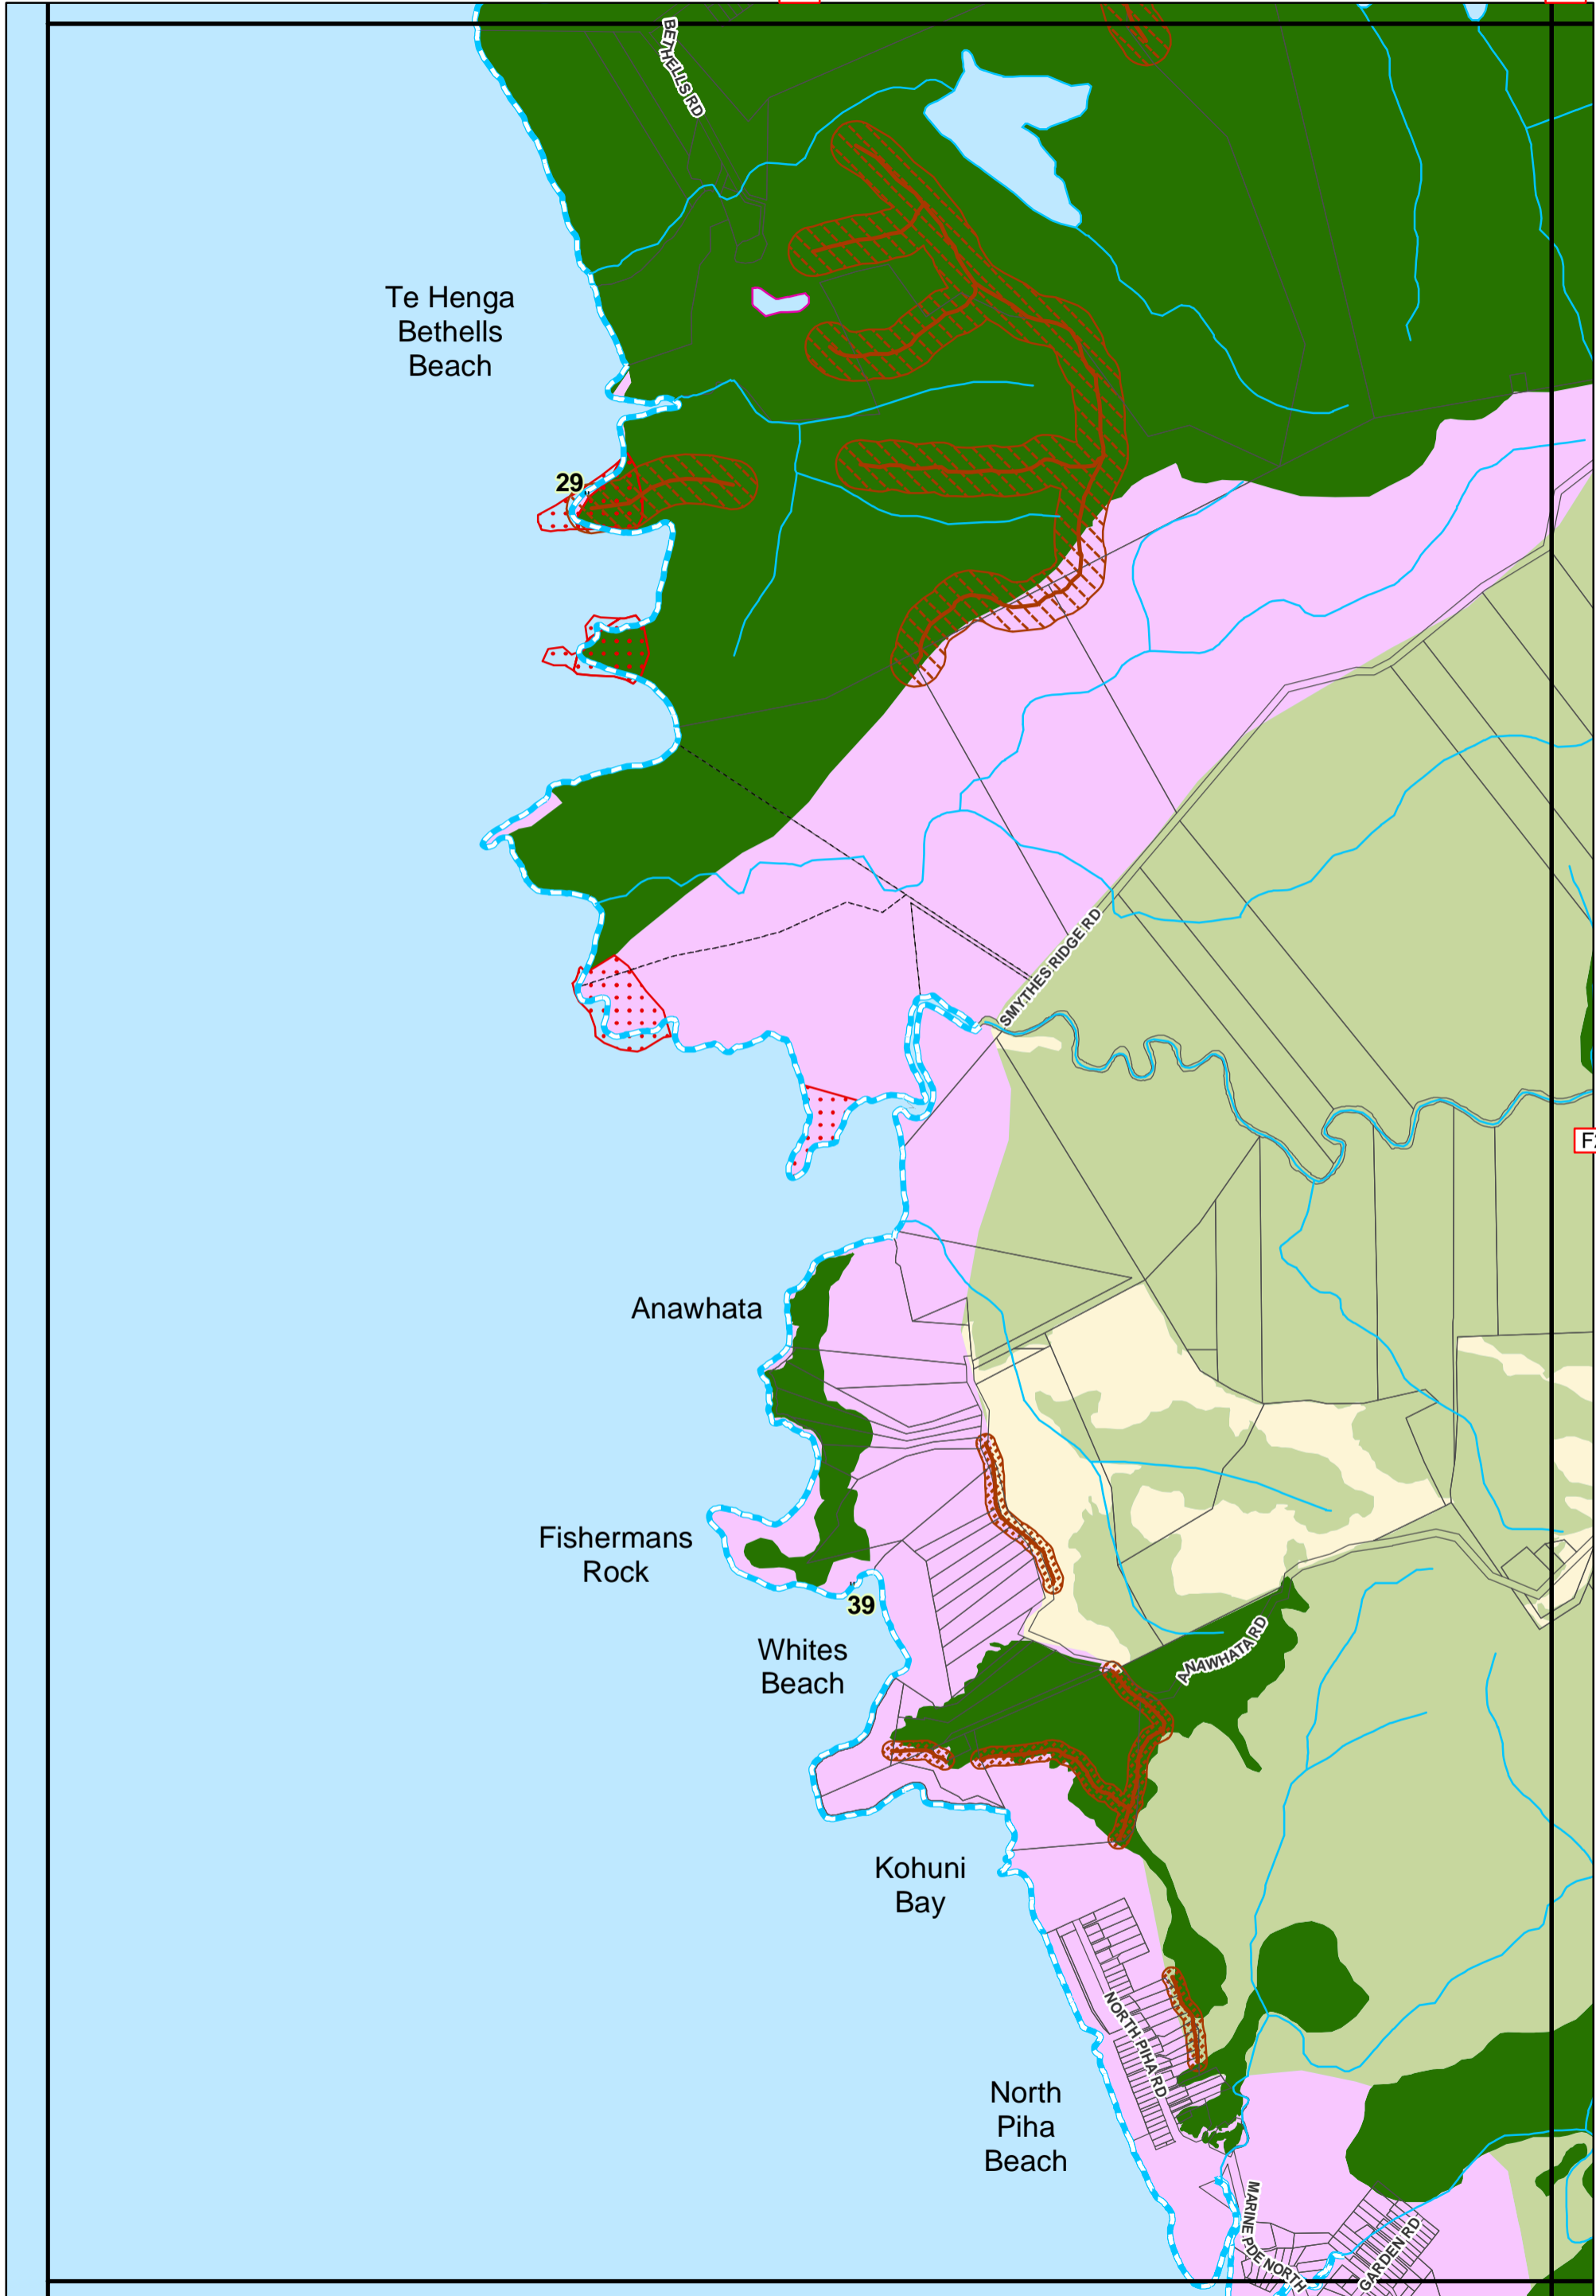 BETHELLS RD
Te Henga
Bethells
Beach
29
SMYTHES RIDGE RD
Anawhata
Fishermans
Rock
39
Whites
Beach
ANAWHATA RD
Kohuni
Bay
NORTH PIHA RD
North
Piha
Beach
MARINE PDE NORTH
GARDEN RD